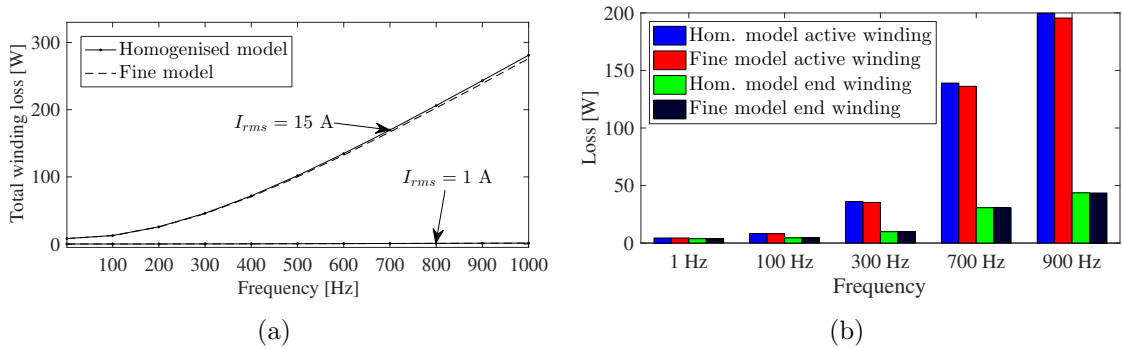 300
200
100
0
Total winding loss [W]
Homogenised model
Fine model
I_rms = 15 A
I_rms = 1 A
100 200 300 400 500 600 700 800 900 1000
Frequency [Hz]
(a)
200
150
100
50
0
Loss [W]
Hom. model active winding
Fine model active winding
Hom. model end winding
Fine model end winding
1 Hz 100 Hz 300 Hz 700 Hz 900 Hz
Frequency
(b)